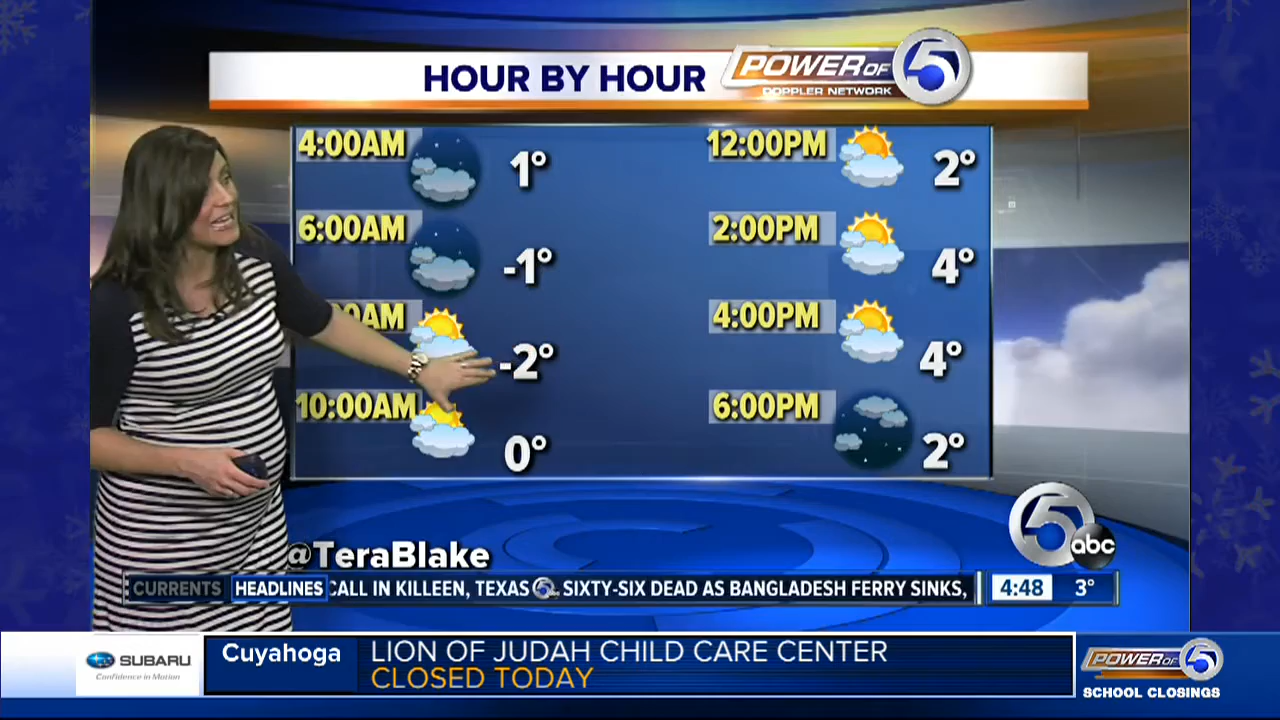 HOUR BY HOUR
POWER OF 5
DOPPLER NETWORK
4:00AM 1°
12:00PM 2°
6:00AM -1°
2:00PM 4°
0AM -2°
4:00PM 4°
10:00AM 0°
6:00PM 2°
5 abc
@TeraBlake
CURRENTS HEADLINES CALL IN KILLEEN, TEXAS 5 SIXTY-SIX DEAD AS BANGLADESH FERRY SINKS, 4:48 3°
SUBARU
Confidence in Motion
Cuyahoga
LION OF JUDAH CHILD CARE CENTER
CLOSED TODAY
POWER OF 5
SCHOOL CLOSINGS